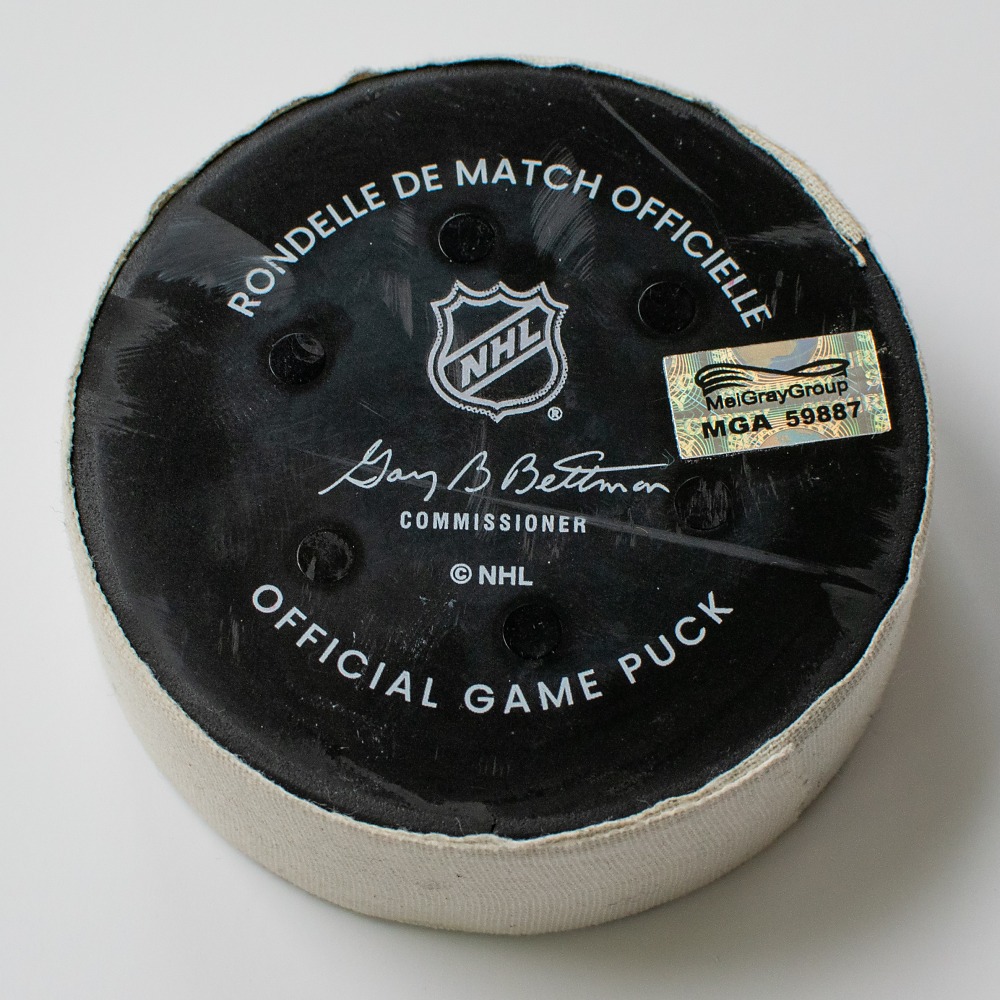 RONDELLE DE MATCH OFFICIELLE
NHL
®
MeiGrayGroup
MGA 59887
Gary B Bettman
COMMISSIONER
© NHL
OFFICIAL GAME PUCK